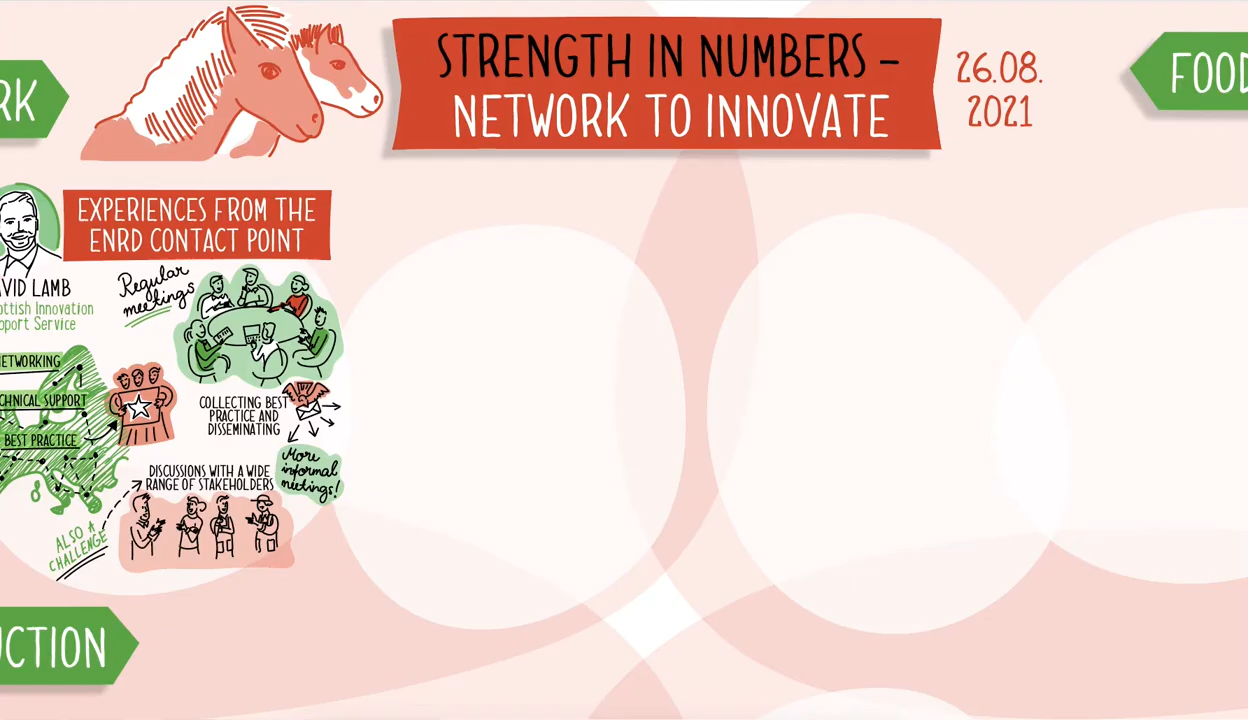 STRENGTH IN NUMBERS –
NETWORK TO INNOVATE
26.08.
2021
RK
FOOD
EXPERIENCES FROM THE
ENRD CONTACT POINT
VID LAMB
ottish Innovation
pport Service
Regular
meetings
ETWORKING
CHNICAL SUPPORT
BEST PRACTICE
COLLECTING BEST
PRACTICE AND
DISSEMINATING
More
informal
meetings!
DISCUSSIONS WITH A WIDE
RANGE OF STAKEHOLDERS
ALSO A
CHALLENGE
UCTION